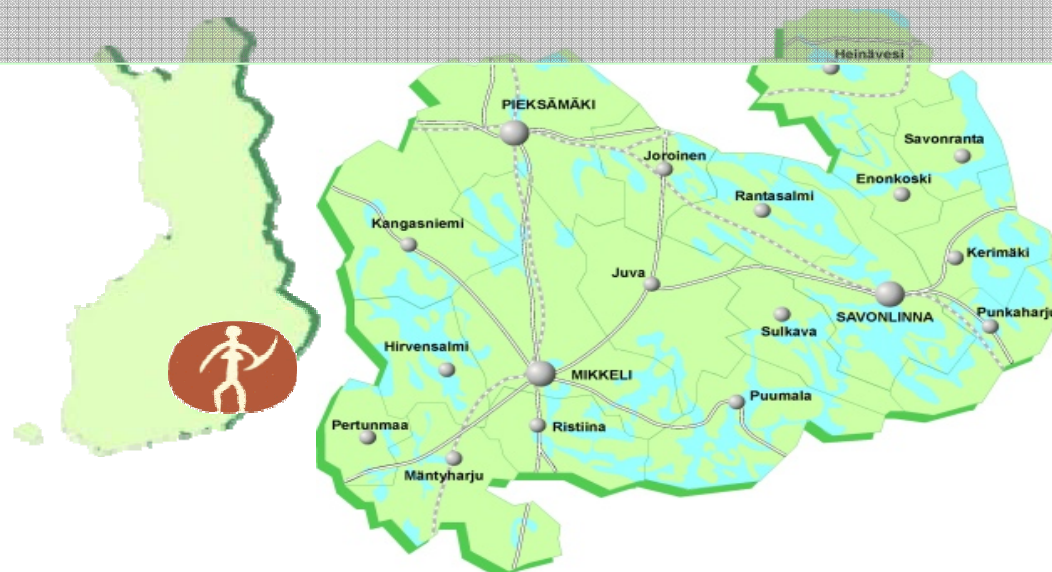 Heinävesi
PIEKSÄMÄKI
Savonranta
Joroinen
Enonkoski
Rantasalmi
Kangasniemi
Kerimäki
Juva
SAVONLINNA
Punkaharju
Sulkava
Hirvensalmi
MIKKELI
Puumala
Pertunmaa
Ristiina
Mäntyharju